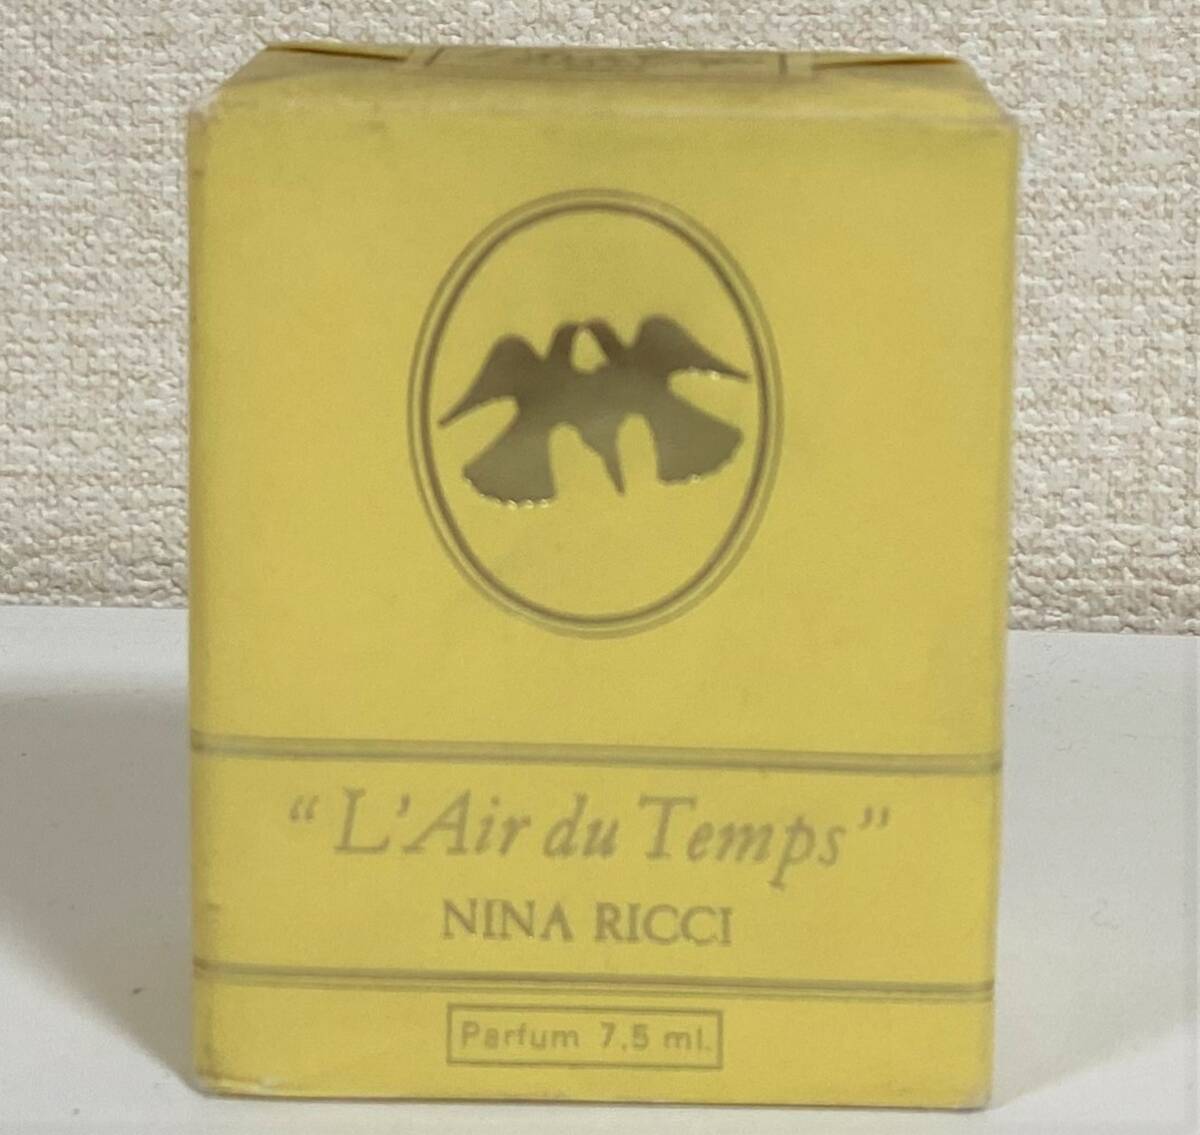 “L’Air du Temps”
NINA RICCI
Parfum 7,5 ml.